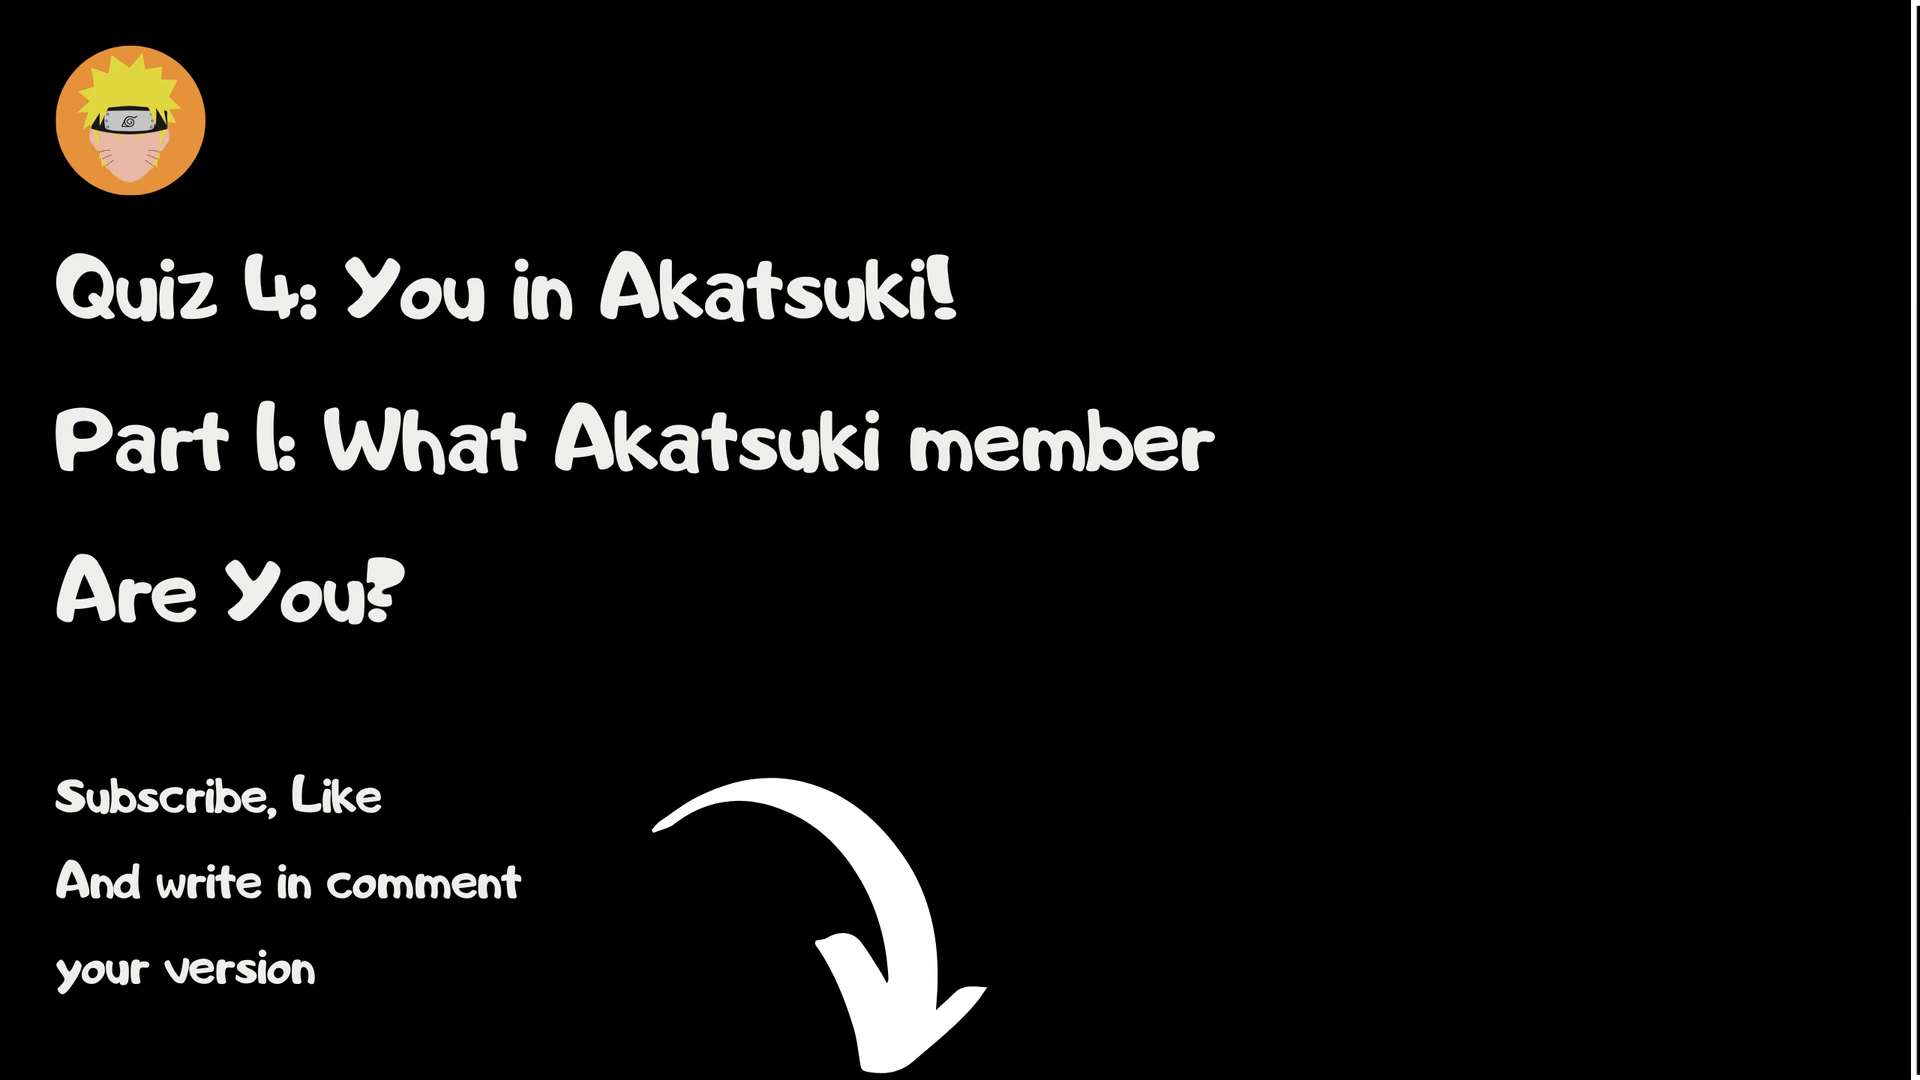 Quiz 4: You in Akatsuki!
Part 1: What Akatsuki member
Are You?
Subscribe, Like
And write in comment
your version